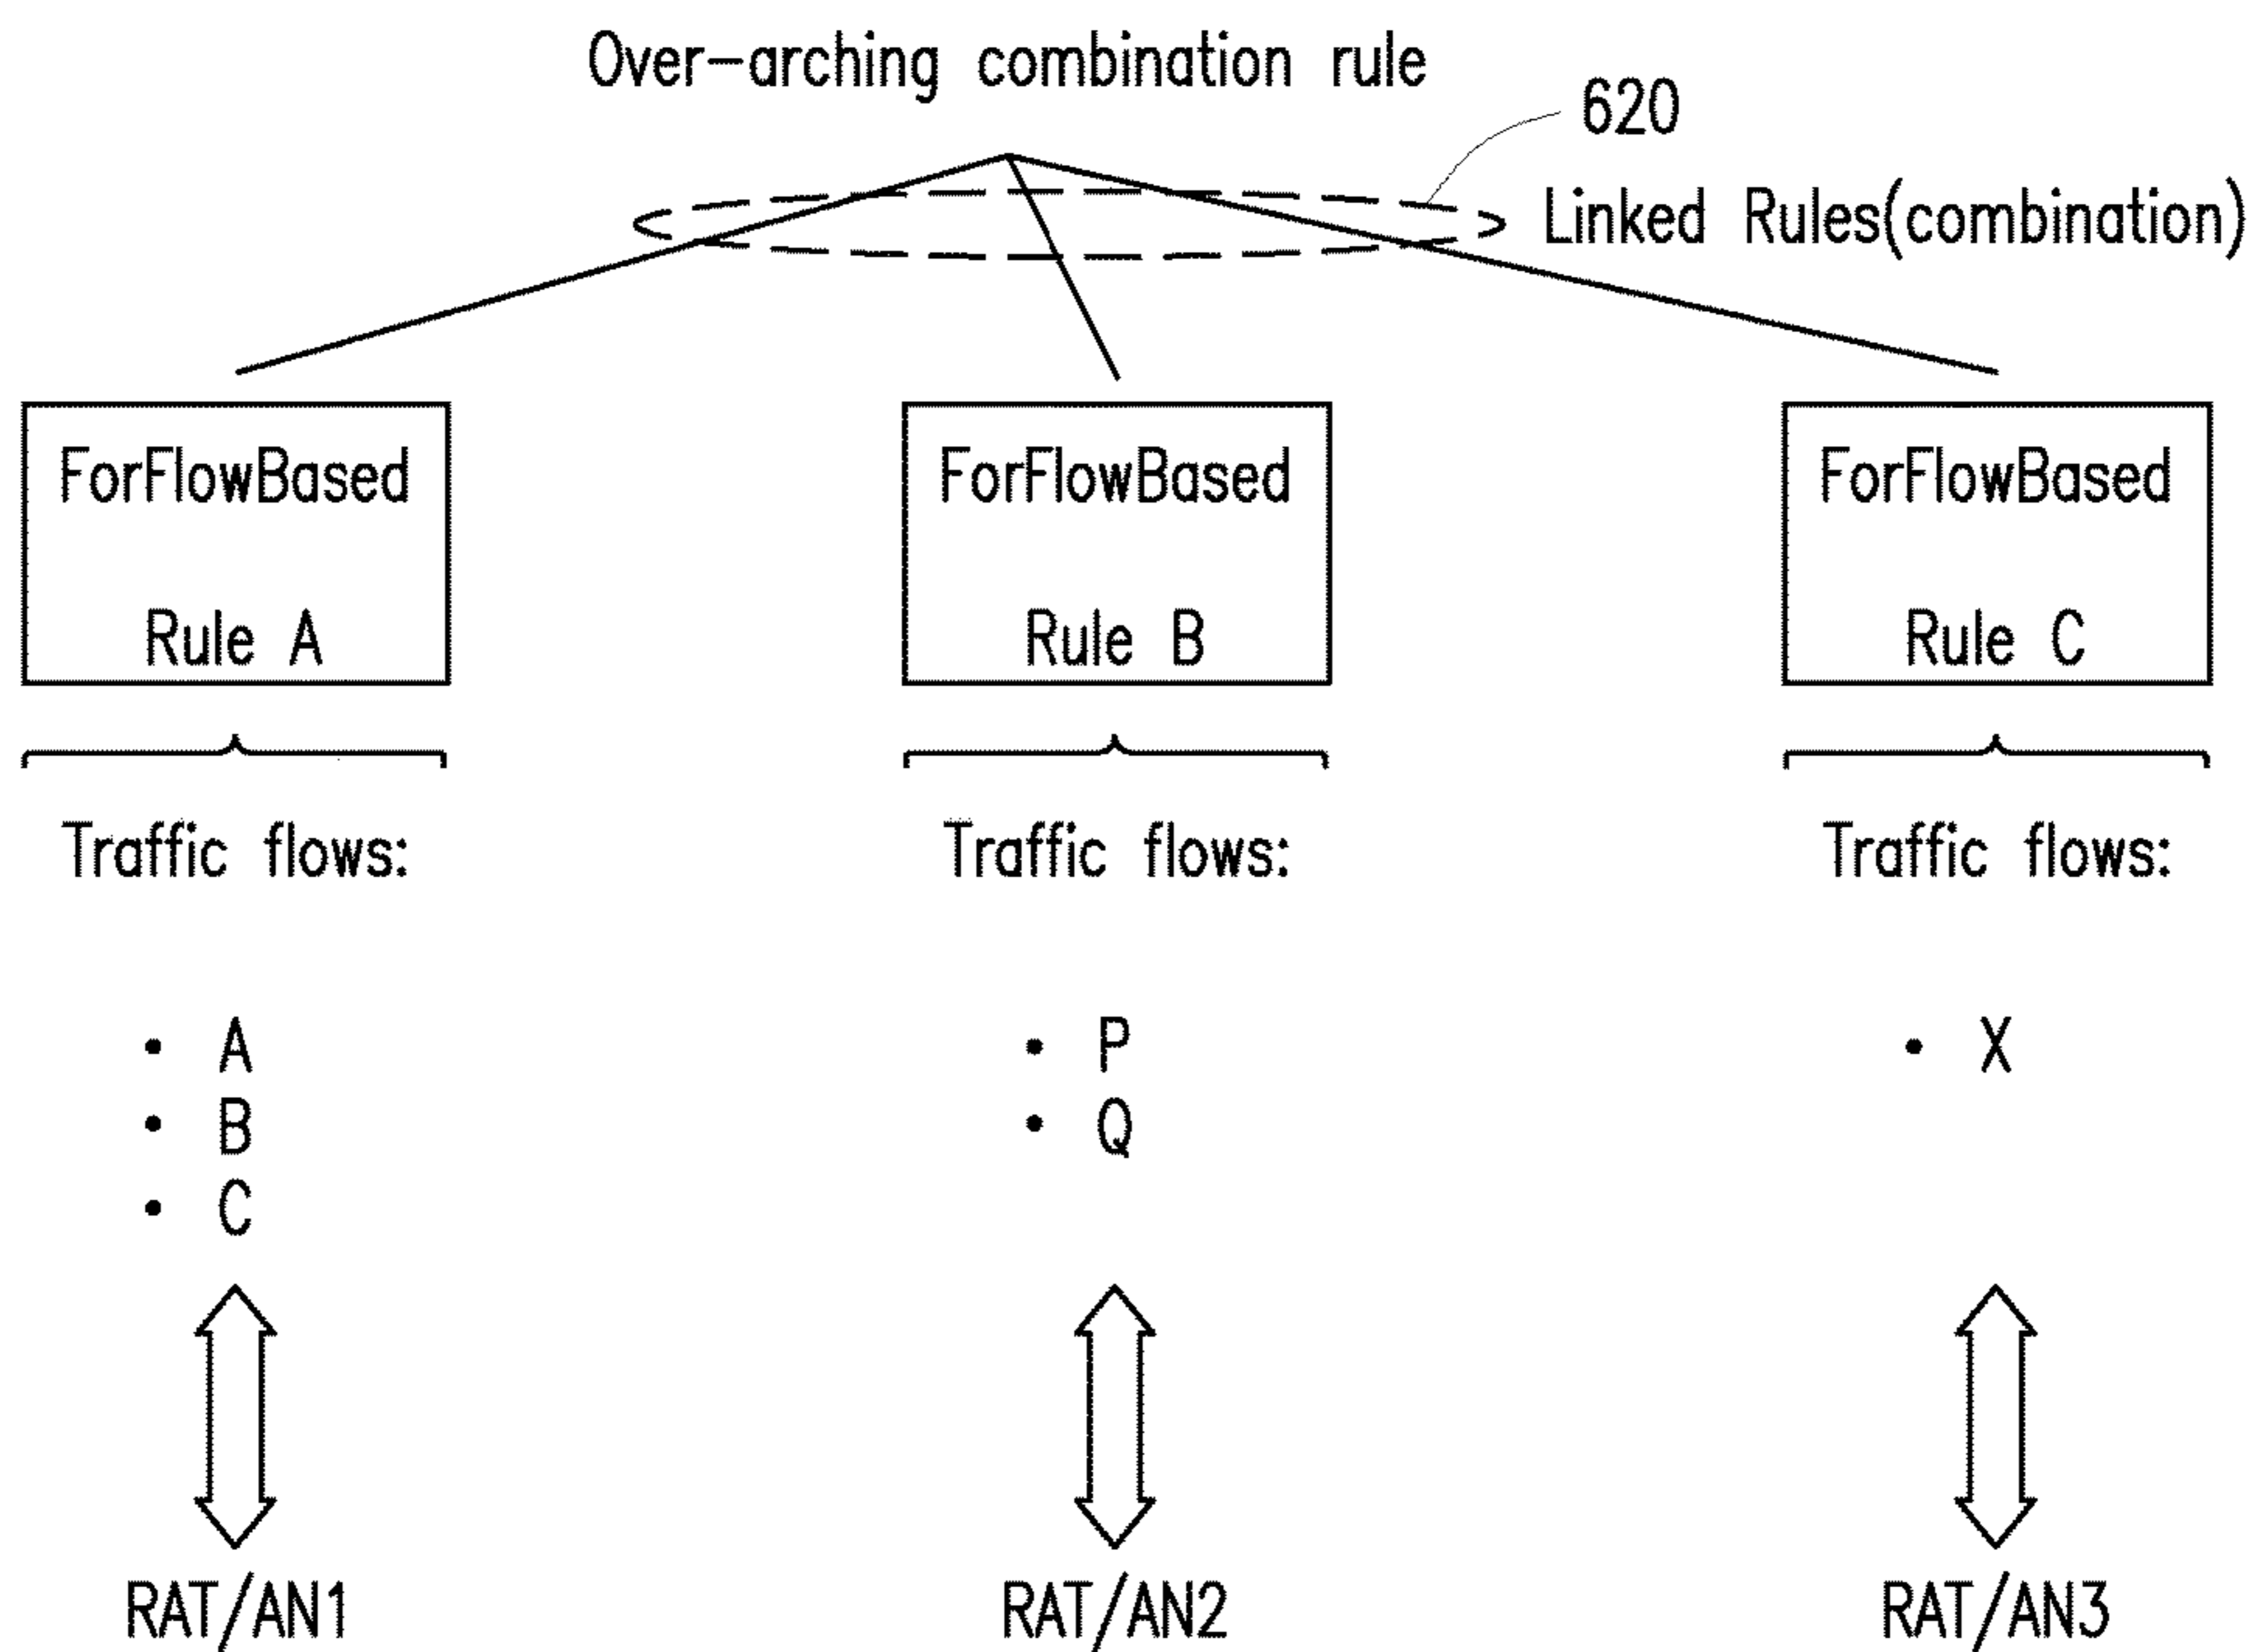 Over-arching combination rule
620
Linked Rules(combination)
ForFlowBased
Rule A
ForFlowBased
Rule B
ForFlowBased
Rule C
Traffic flows:
• A
• B
• C
Traffic flows:
• P
• Q
Traffic flows:
• X
RAT/AN1
RAT/AN2
RAT/AN3